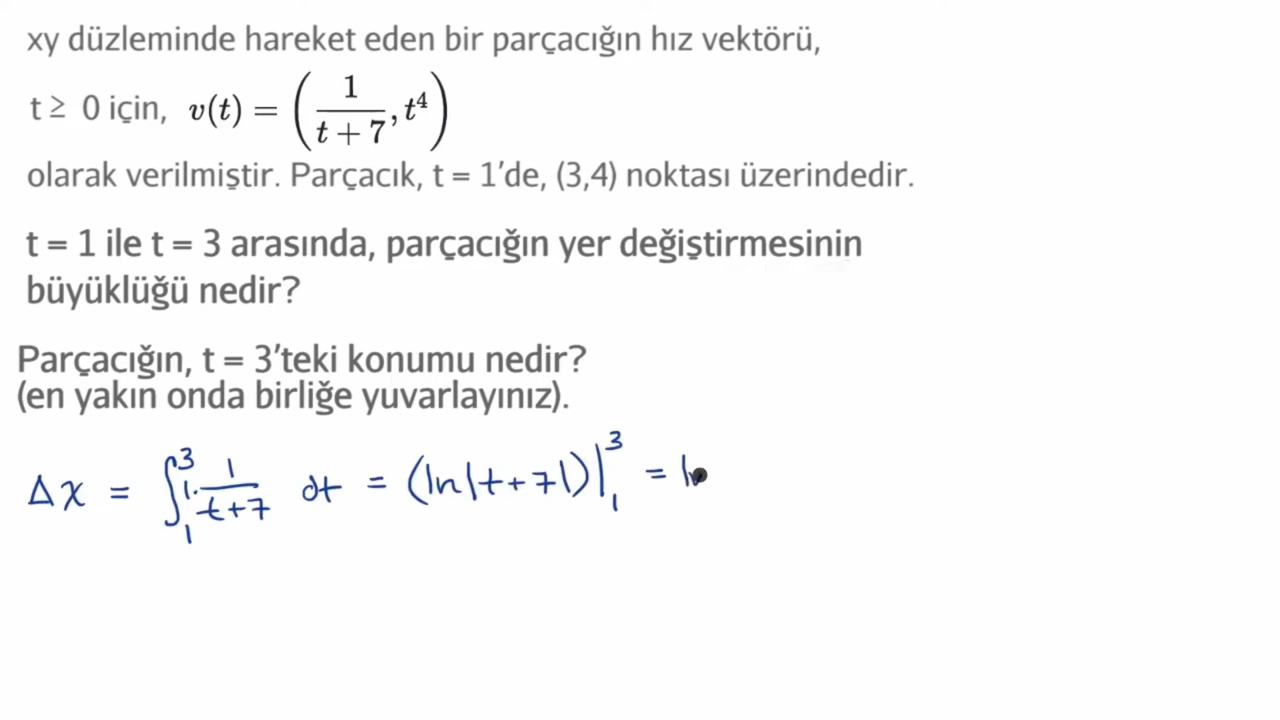 xy düzleminde hareket eden bir parçacığın hız vektörü,
t ≥ 0 için, v(t) = (1/(t + 7), t⁴)
olarak verilmiştir. Parçacık, t = 1'de, (3,4) noktası üzerindedir.
t = 1 ile t = 3 arasında, parçacığın yer değiştirmesinin
büyüklüğü nedir?
Parçacığın, t = 3'teki konumu nedir?
(en yakın onda birliğe yuvarlayınız).
Δx = ∫₁³ 1·1/(t+7) dt = (ln|t+7|)|₁³ = ln